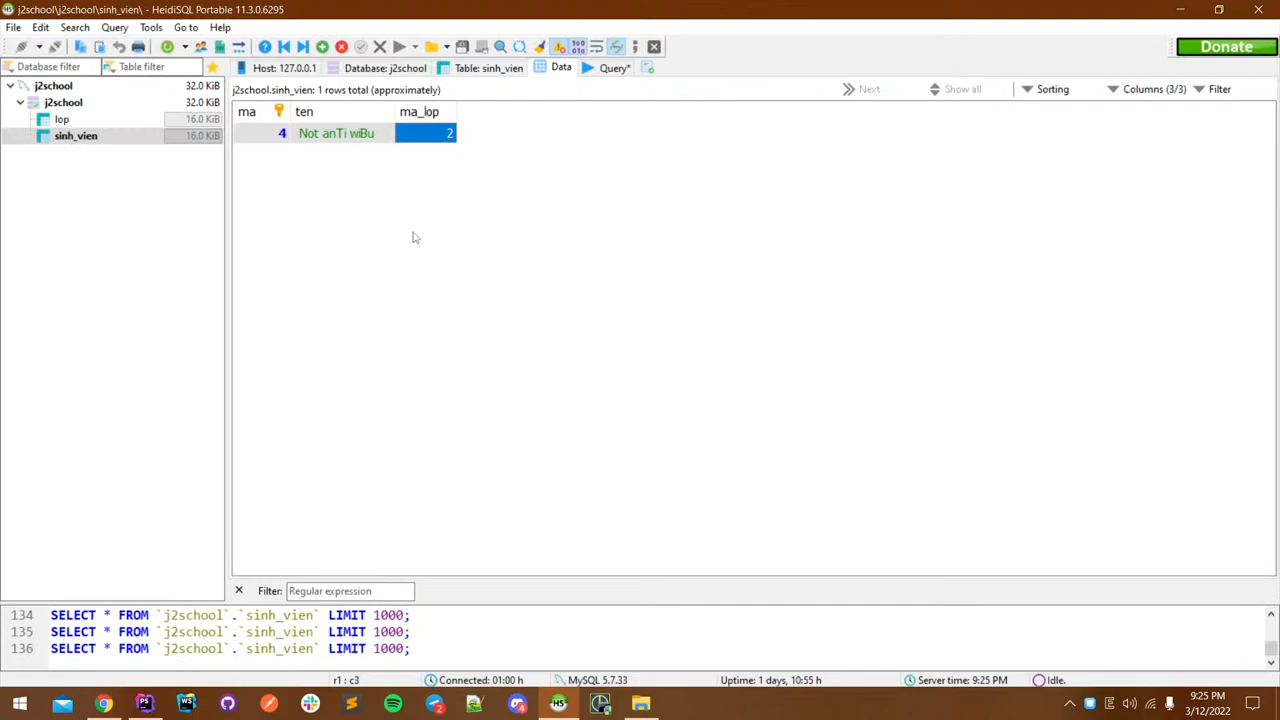 j2school\j2school\sinh_vien\ - HeidiSQL Portable 11.3.0.6295
File Edit Search Query Tools Go to Help
Donate
Database filter Table filter Host: 127.0.0.1 Database: j2school Table: sinh_vien Data Query*
j2school 32.0 KiB
j2school 32.0 KiB
lop 16.0 KiB
sinh_vien 16.0 KiB
j2school.sinh_vien: 1 rows total (approximately) Next Show all Sorting Columns (3/3) Filter
ma ten ma_lop
4 Not anTi wiBu 2
Filter: Regular expression
134 SELECT * FROM `j2school`.`sinh_vien` LIMIT 1000;
135 SELECT * FROM `j2school`.`sinh_vien` LIMIT 1000;
136 SELECT * FROM `j2school`.`sinh_vien` LIMIT 1000;
r1 : c3 Connected: 01:00 h MySQL 5.7.33 Uptime: 1 days, 10:55 h Server time: 9:25 PM Idle.
9:25 PM
3/12/2022